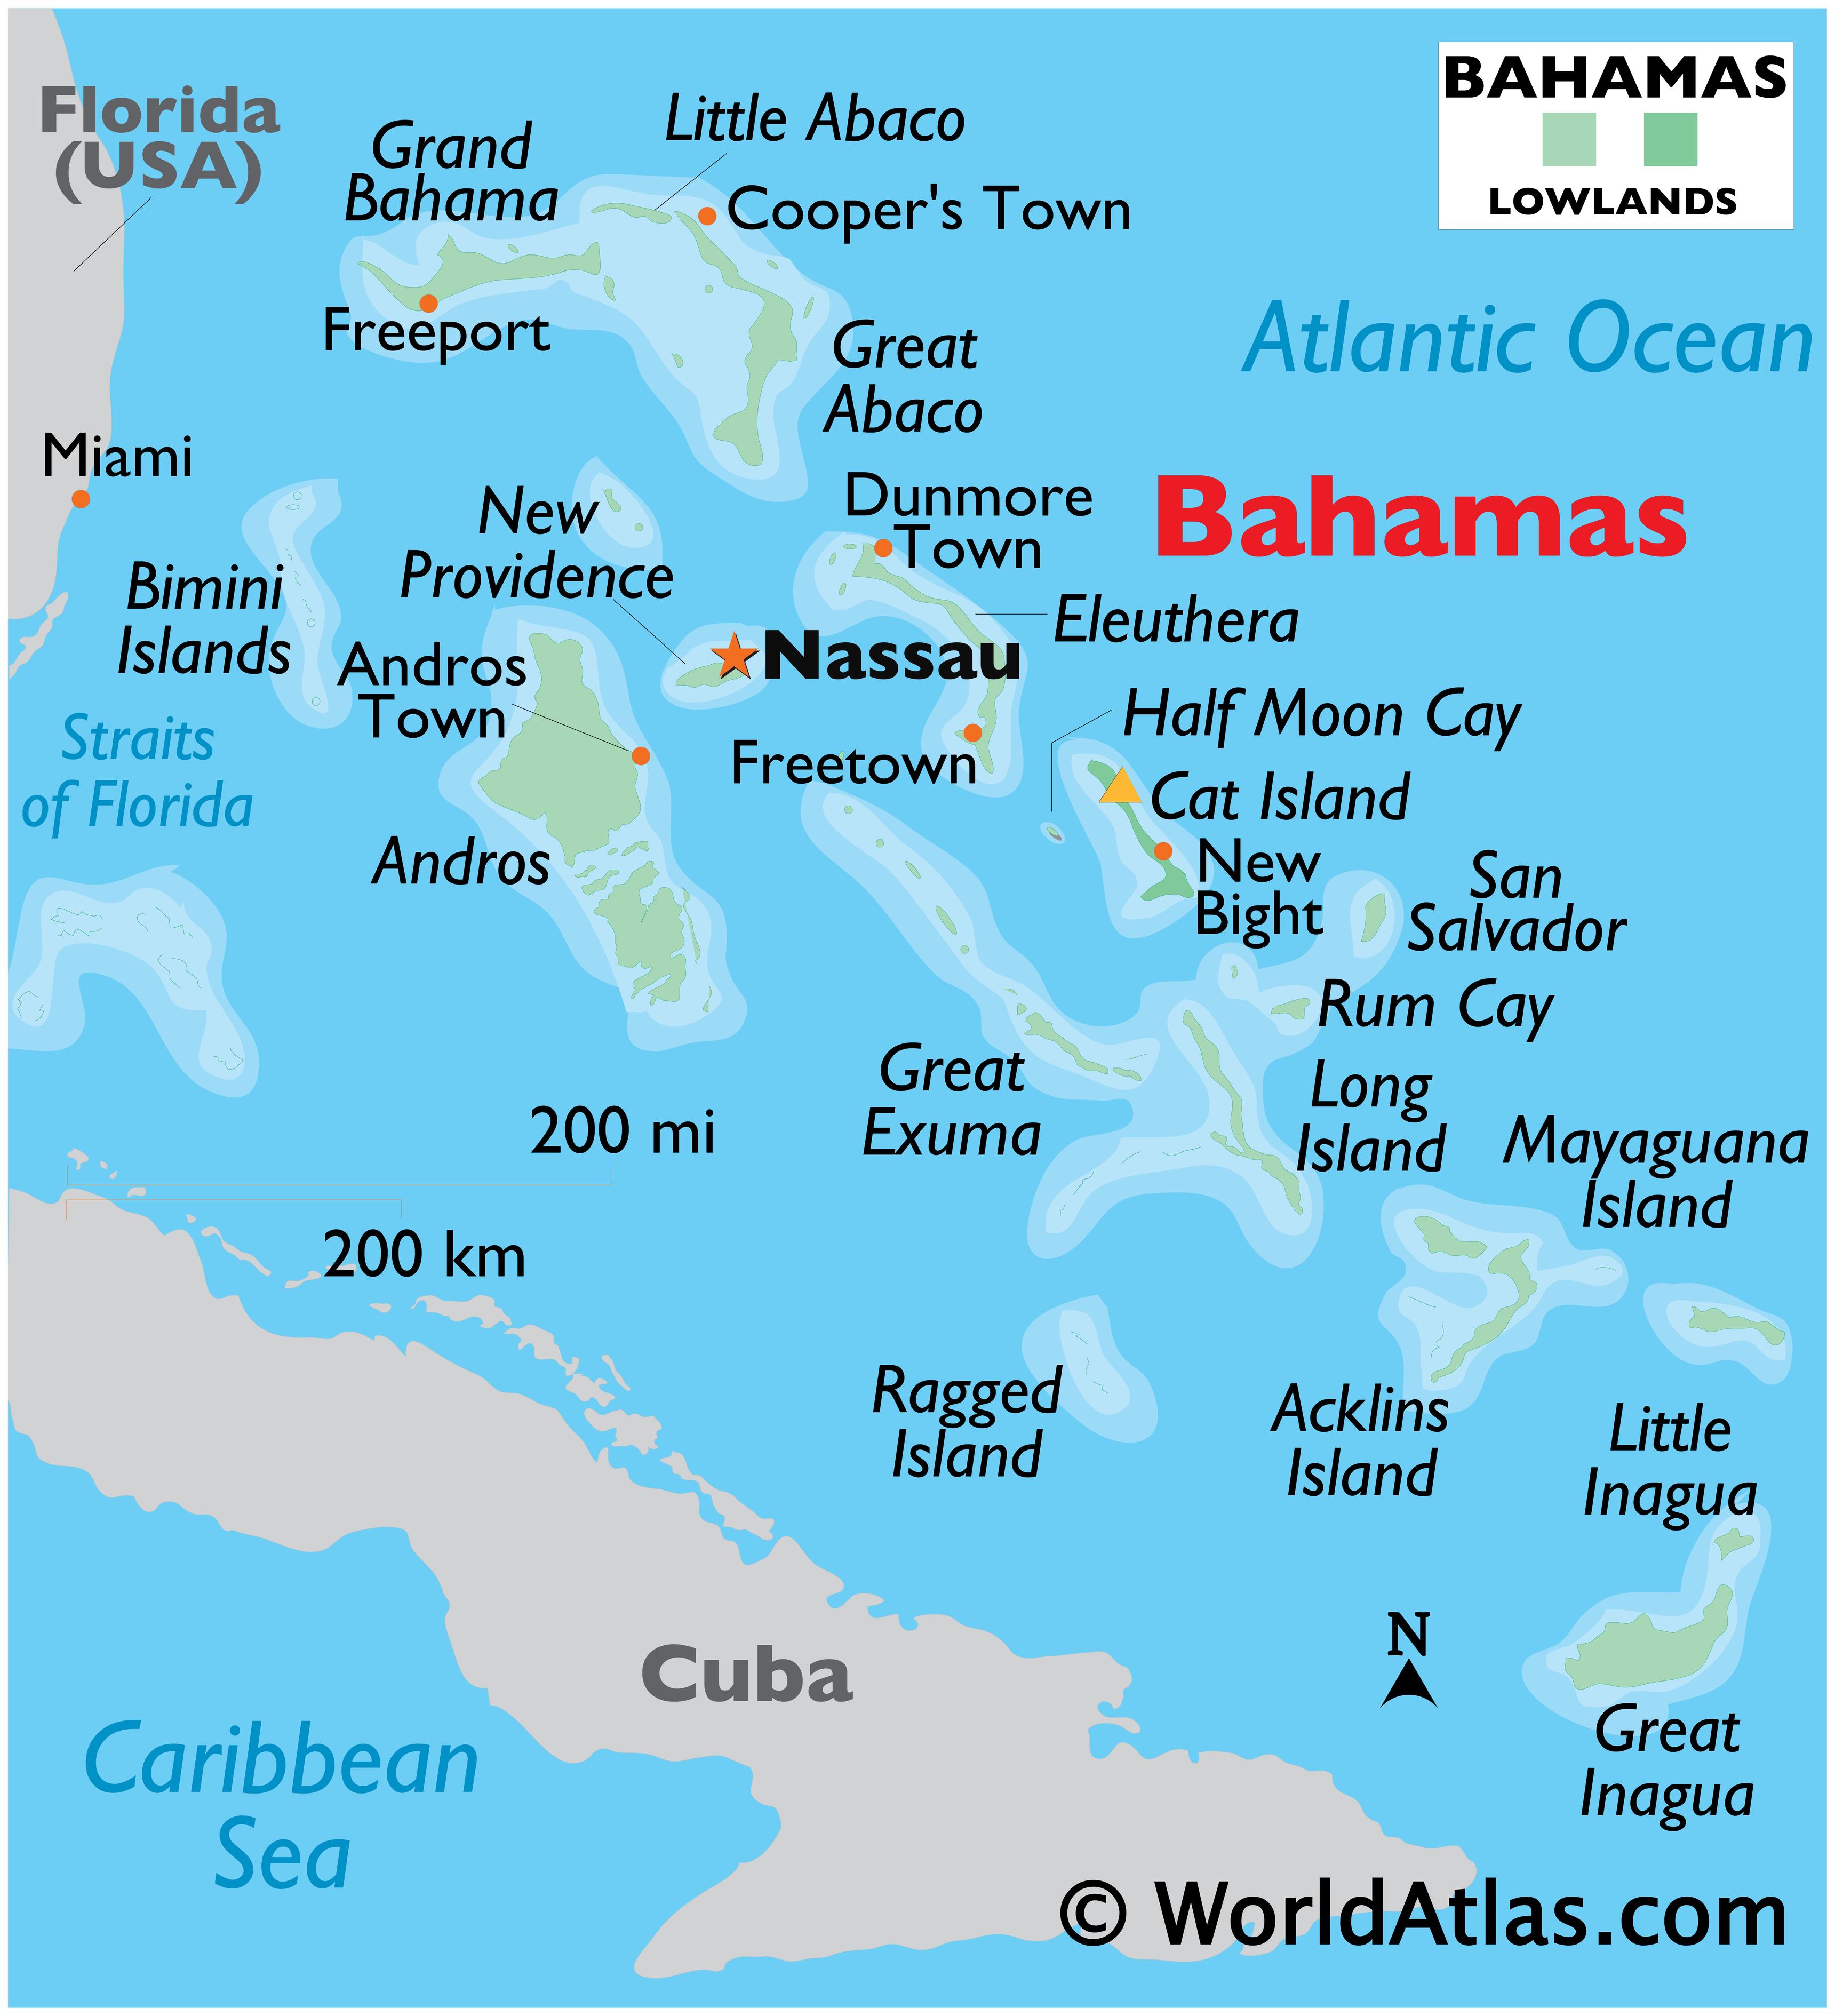 BAHAMAS
LOWLANDS
Florida
(USA)
Little Abaco
Grand
Bahama
Cooper's Town
Freeport
Atlantic Ocean
Great
Abaco
Miami
Bahamas
Dunmore
Town
New
Providence
Bimini
Islands
Eleuthera
Nassau
Andros
Town
Half Moon Cay
Straits
of Florida
Freetown
Cat Island
Andros
New
Bight
San
Salvador
Rum Cay
Great
Exuma
Long
Island
200 mi
Mayaguana
Island
200 km
Ragged
Island
Acklins
Island
Little
Inagua
N
Cuba
Great
Inagua
Caribbean
Sea
© WorldAtlas.com